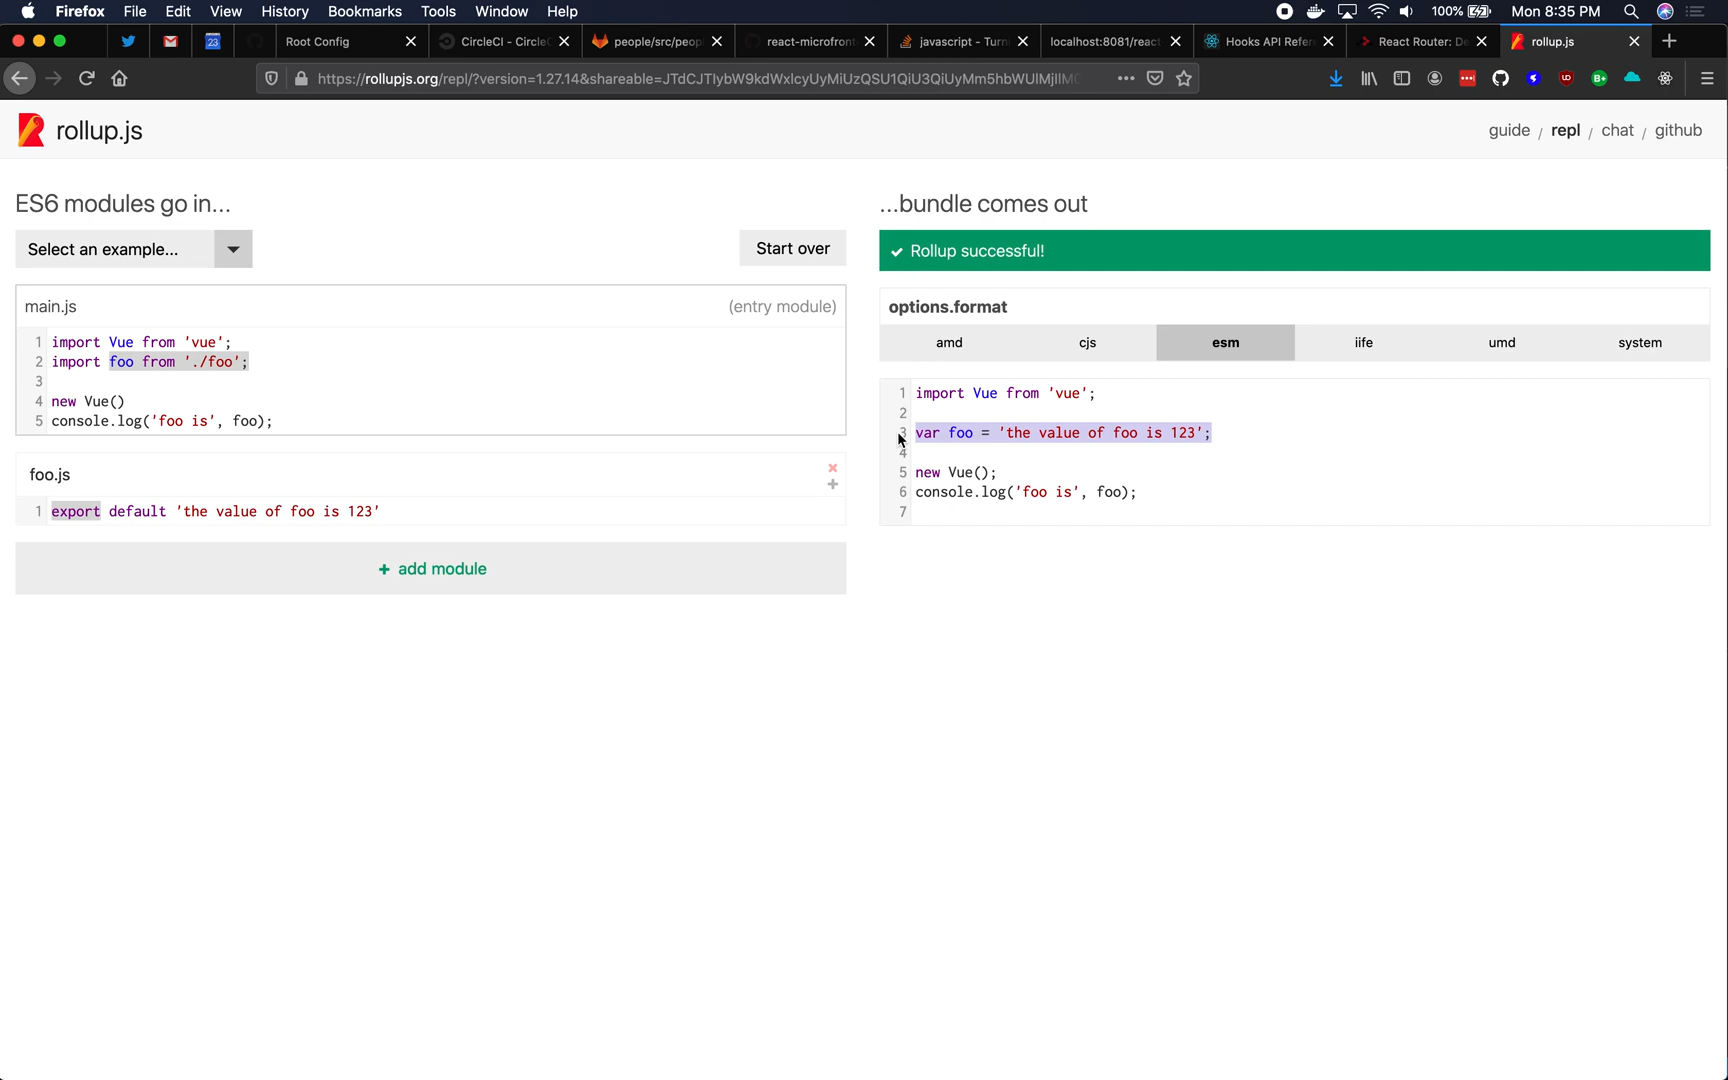 Firefox File Edit View History Bookmarks Tools Window Help 100% Mon 8:35 PM
23 Root Config CircleCI - Circle people/src/peop react-microfron javascript - Turn localhost:8081/react Hooks API Refer React Router: De rollup.js
https://rollupjs.org/repl/?version=1.27.14&shareable=
rollup.js guide / repl / chat / github
ES6 modules go in... ...bundle comes out
Select an example... Start over Rollup successful!
main.js (entry module) options.format
amd cjs esm iife umd system
1 import Vue from 'vue';
2 import foo from './foo';
3
4 new Vue()
5 console.log('foo is', foo);
1 import Vue from 'vue';
2
3 var foo = 'the value of foo is 123';
4
5 new Vue();
6 console.log('foo is', foo);
7
foo.js
1 export default 'the value of foo is 123'
+ add module